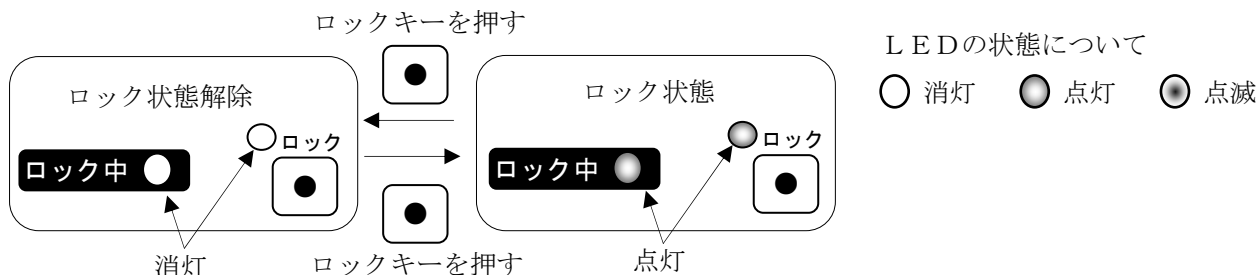 ロックキーを押す
LEDの状態について
消灯 点灯 点滅
ロック状態解除
ロック
ロック中
ロック状態
ロック
ロック中
消灯
ロックキーを押す
点灯